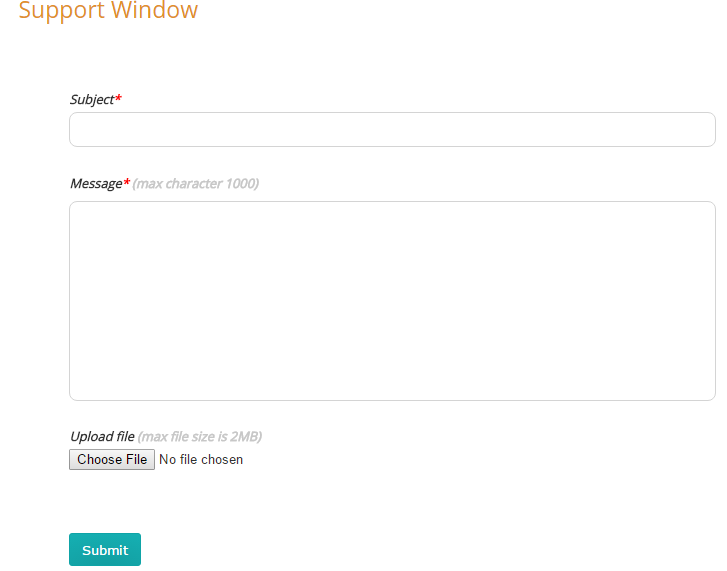 Support Window
Subject*
Message* (max character 1000)
Upload file (max file size is 2MB)
Choose File No file chosen
Submit